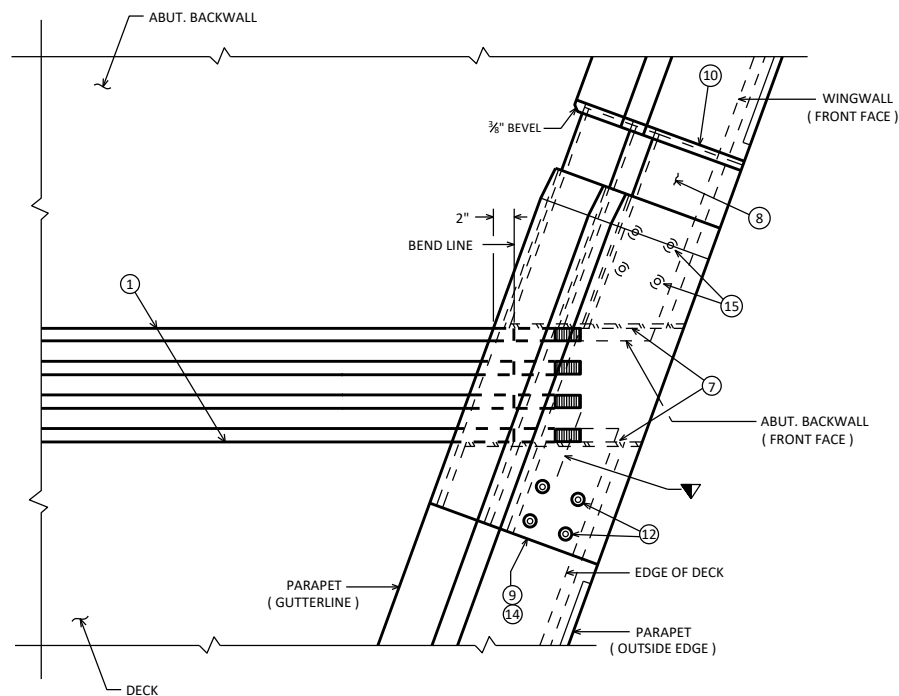 ABUT. BACKWALL
10
WINGWALL
( FRONT FACE )
⅜" BEVEL
8
2"
BEND LINE
1
15
7
ABUT. BACKWALL
( FRONT FACE )
12
EDGE OF DECK
PARAPET
( GUTTERLINE )
9
14
PARAPET
( OUTSIDE EDGE )
DECK